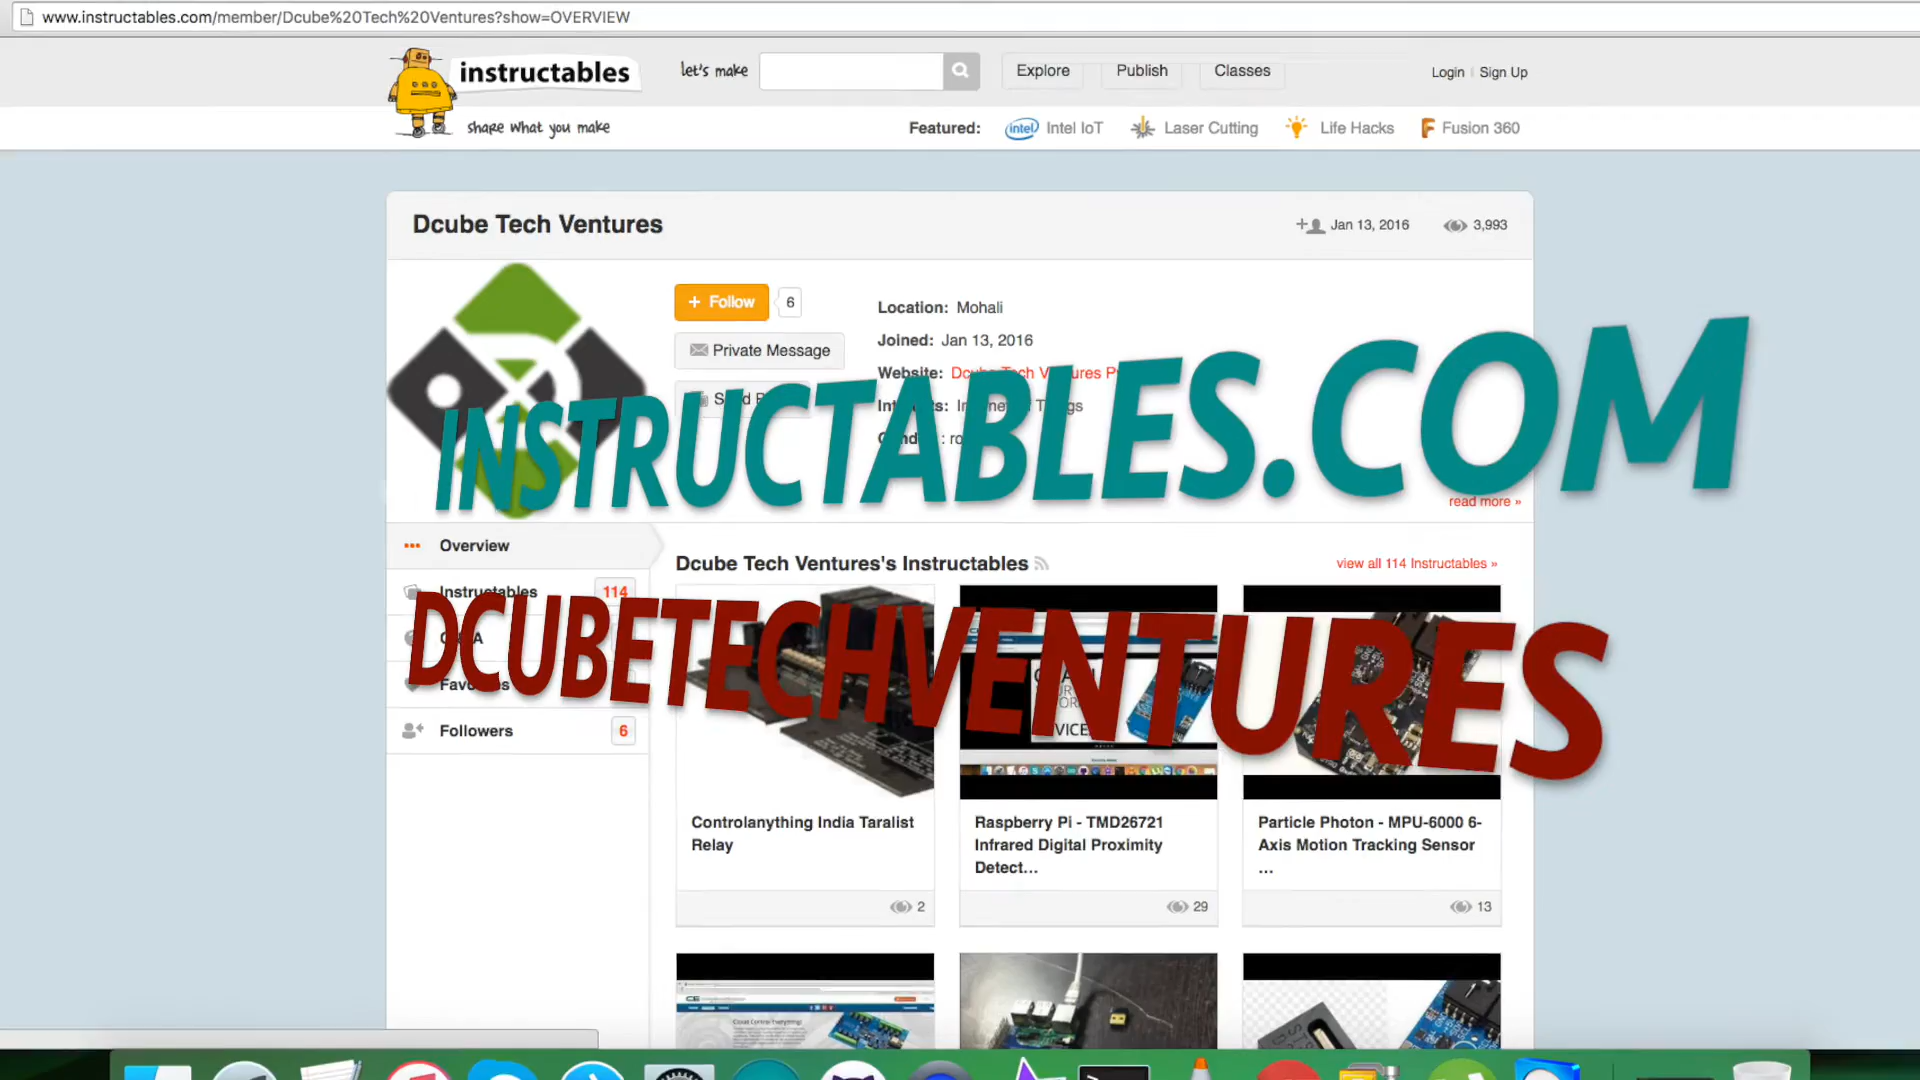 www.instructables.com/member/Dcube%20Tech%20Ventures?show=OVERVIEW
instructables
let's make
Explore
Publish
Classes
Login
Sign Up
share what you make
Featured:
intel
Intel IoT
Laser Cutting
Life Hacks
Fusion 360
Dcube Tech Ventures
Jan 13, 2016
3,993
+ Follow
6
Location: Mohali
Private Message
Joined: Jan 13, 2016
Website:
INSTRUCTABLES.COM
read more »
Overview
Dcube Tech Ventures's Instructables
view all 114 Instructables »
Instructables
114
DCUBETECHVENTURES
Followers
6
Controlanything India Taralist
Relay
Raspberry Pi - TMD26721
Infrared Digital Proximity
Detect...
Particle Photon - MPU-6000 6-
Axis Motion Tracking Sensor
...
2
29
13